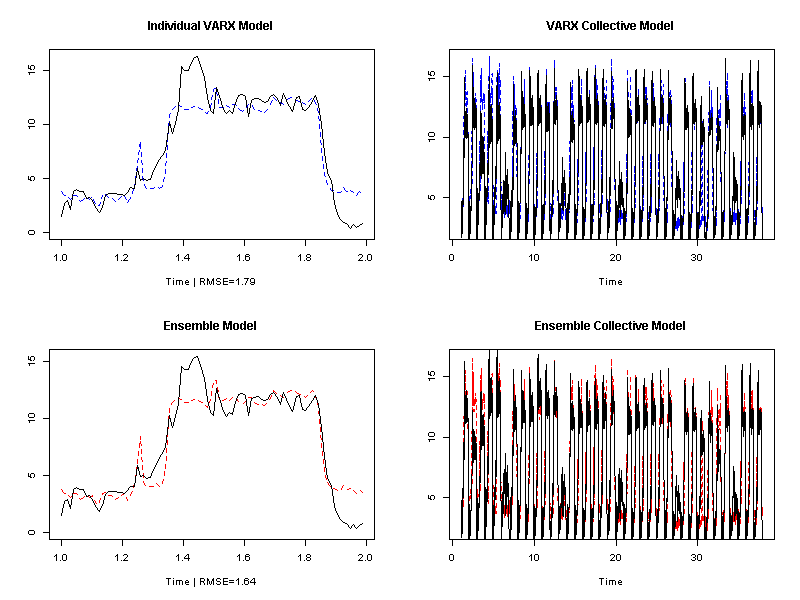 Individual VARX Model
VARX Collective Model
0 5 10 15
1.0 1.2 1.4 1.6 1.8 2.0
Time | RMSE=1.79
5 10 15
0 10 20 30
Time
Ensemble Model
Ensemble Collective Model
0 5 10 15
1.0 1.2 1.4 1.6 1.8 2.0
Time | RMSE=1.64
5 10 15
0 10 20 30
Time